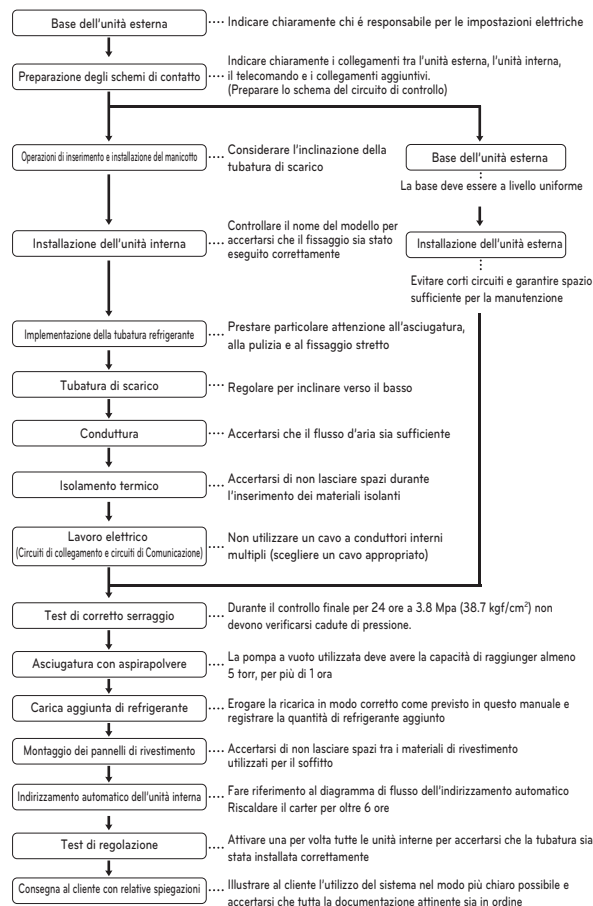 Base dell'unità esterna
Indicare chiaramente chi é responsabile per le impostazioni elettriche
Preparazione degli schemi di contatto
Indicare chiaramente i collegamenti tra l'unità esterna, l'unità interna,
il telecomando e i collegamenti aggiuntivi.
(Preparare lo schema del circuito di controllo)
Operazioni di inserimento e installazione del manicotto
Considerare l'inclinazione della
tubatura di scarico
Base dell'unità esterna
La base deve essere a livello uniforme
Installazione dell'unità interna
Controllare il nome del modello per
accertarsi che il fissaggio sia stato
eseguito correttamente
Installazione dell'unità esterna
Evitare corti circuiti e garantire spazio
sufficiente per la manutenzione
Implementazione della tubatura refrigerante
Prestare particolare attenzione all'asciugatura,
alla pulizia e al fissaggio stretto
Tubatura di scarico
Regolare per inclinare verso il basso
Conduttura
Accertarsi che il flusso d'aria sia sufficiente
Isolamento termico
Accertarsi di non lasciare spazi durante
l'inserimento dei materiali isolanti
Lavoro elettrico
(Circuiti di collegamento e circuiti di Comunicazione)
Non utilizzare un cavo a conduttori interni
multipli (scegliere un cavo appropriato)
Test di corretto serraggio
Durante il controllo finale per 24 ore a 3.8 Mpa (38.7 kgf/cm²) non
devono verificarsi cadute di pressione.
Asciugatura con aspirapolvere
La pompa a vuoto utilizzata deve avere la capacità di raggiunger almeno
5 torr, per più di 1 ora
Carica aggiunta di refrigerante
Erogare la ricarica in modo corretto come previsto in questo manuale e
registrare la quantità di refrigerante aggiunto
Montaggio dei pannelli di rivestimento
Accertarsi di non lasciare spazi tra i materiali di rivestimento
utilizzati per il soffitto
Indirizzamento automatico dell'unità interna
Fare riferimento al diagramma di flusso dell'indirizzamento automatico
Riscaldare il carter per oltre 6 ore
Test di regolazione
Attivare una per volta tutte le unità interne per accertarsi che la tubatura sia
stata installata correttamente
Consegna al cliente con relative spiegazioni
Illustrare al cliente l'utilizzo del sistema nel modo più chiaro possibile e
accertarsi che tutta la documentazione attinente sia in ordine